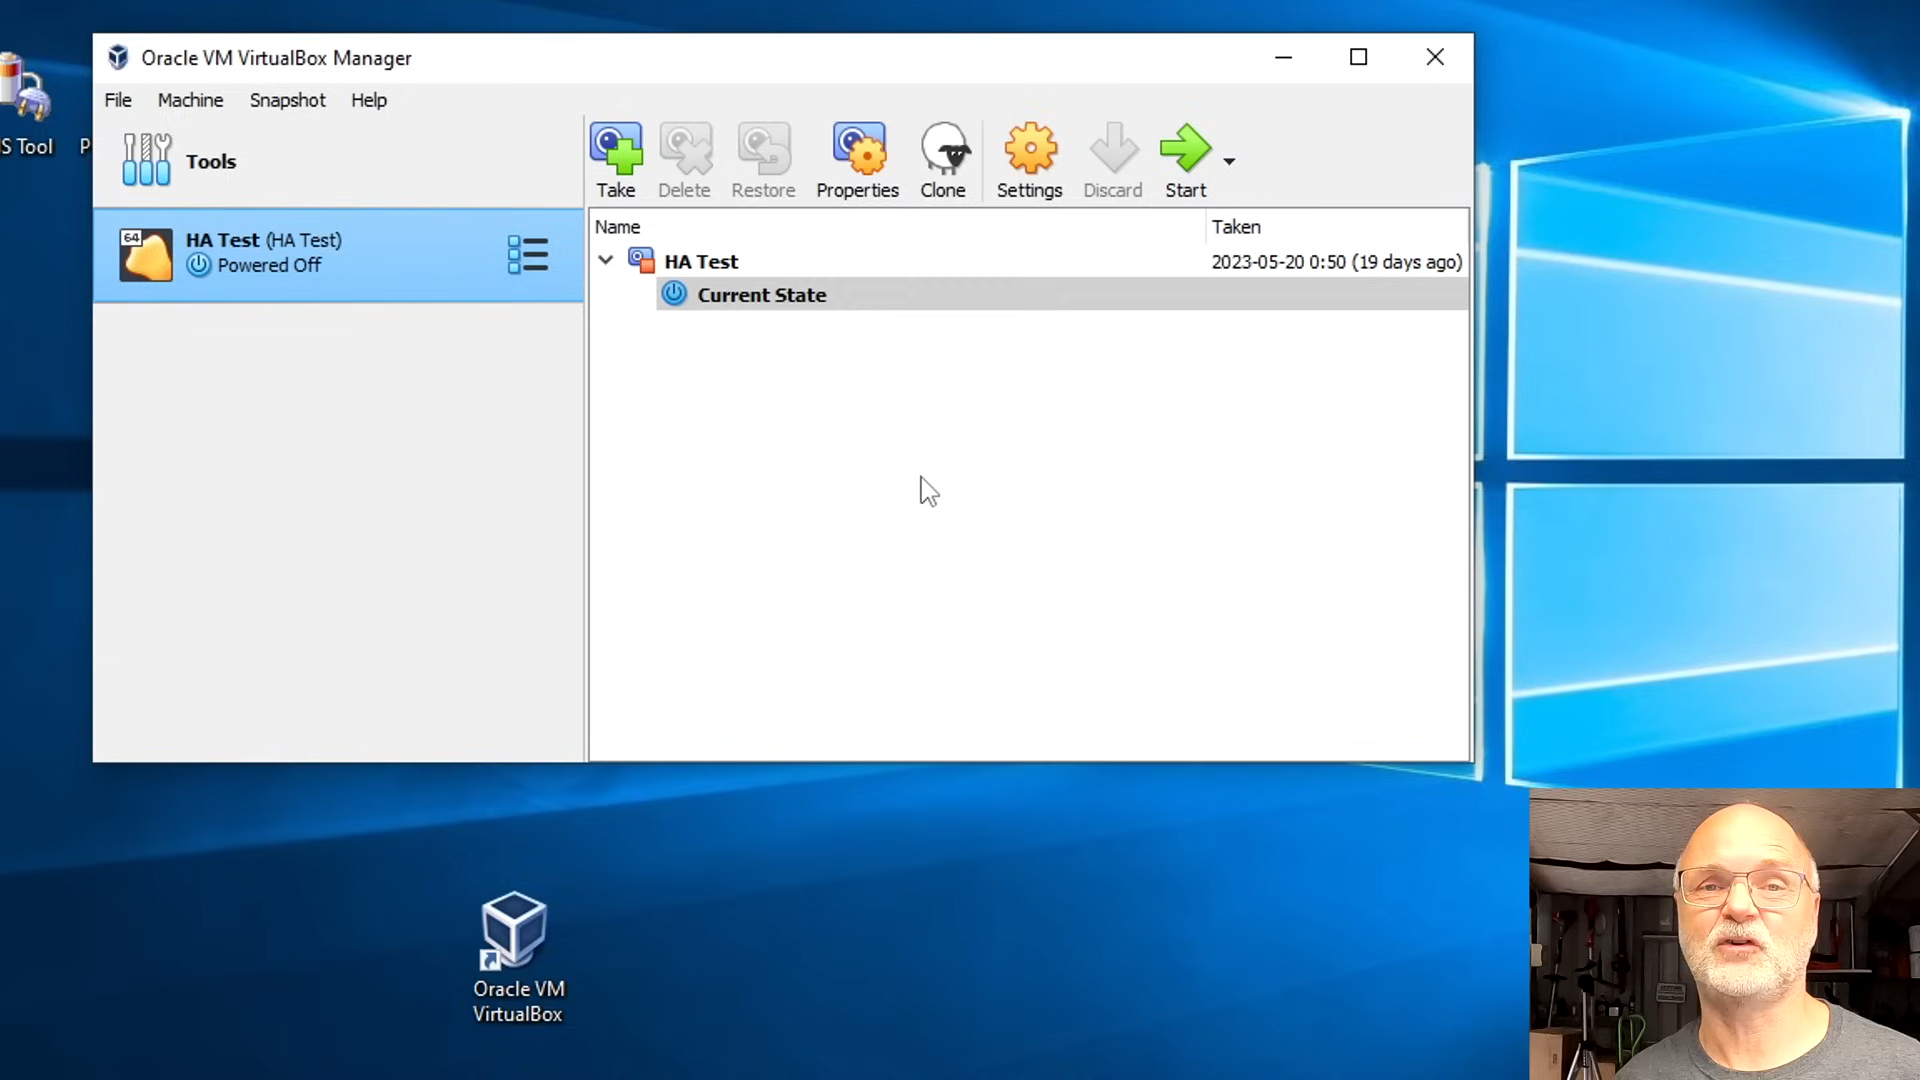 Oracle VM VirtualBox Manager
File Machine Snapshot Help
Tools
Take Delete Restore Properties Clone Settings Discard Start
64
HA Test (HA Test)
Powered Off
Name Taken
HA Test 2023-05-20 0:50 (19 days ago)
Current State
S Tool P
Oracle VM
VirtualBox